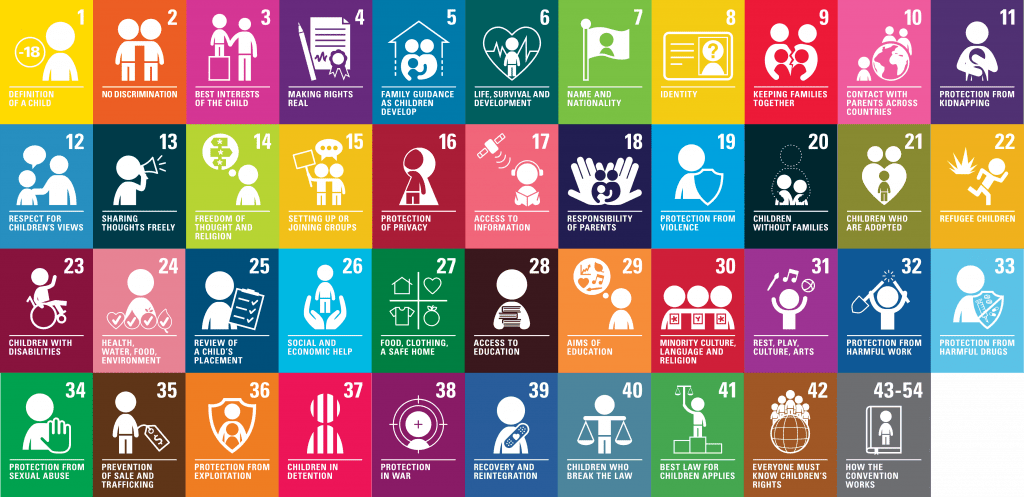 1
-18
DEFINITION
OF A CHILD
2
NO DISCRIMINATION
3
BEST INTERESTS
OF THE CHILD
4
MAKING RIGHTS
REAL
5
FAMILY GUIDANCE
AS CHILDREN
DEVELOP
6
LIFE, SURVIVAL AND
DEVELOPMENT
7
NAME AND
NATIONALITY
8
?
IDENTITY
9
KEEPING FAMILIES
TOGETHER
10
CONTACT WITH
PARENTS ACROSS
COUNTRIES
11
PROTECTION FROM
KIDNAPPING
12
RESPECT FOR
CHILDREN'S VIEWS
13
SHARING
THOUGHTS FREELY
14
FREEDOM OF
THOUGHT AND
RELIGION
15
SETTING UP OR
JOINING GROUPS
16
PROTECTION
OF PRIVACY
17
ACCESS TO
INFORMATION
18
RESPONSIBILITY
OF PARENTS
19
PROTECTION FROM
VIOLENCE
20
CHILDREN
WITHOUT FAMILIES
21
CHILDREN WHO
ARE ADOPTED
22
REFUGEE CHILDREN
23
CHILDREN WITH
DISABILITIES
24
HEALTH,
WATER, FOOD,
ENVIRONMENT
25
REVIEW OF
A CHILD'S
PLACEMENT
26
SOCIAL AND
ECONOMIC HELP
27
FOOD, CLOTHING,
A SAFE HOME
28
ACCESS TO
EDUCATION
29
AIMS OF
EDUCATION
30
MINORITY CULTURE,
LANGUAGE AND
RELIGION
31
REST, PLAY,
CULTURE, ARTS
32
PROTECTION FROM
HARMFUL WORK
33
PROTECTION FROM
HARMFUL DRUGS
34
PROTECTION FROM
SEXUAL ABUSE
35
$
PREVENTION
OF SALE AND
TRAFFICKING
36
PROTECTION FROM
EXPLOITATION
37
CHILDREN IN
DETENTION
38
PROTECTION
IN WAR
39
RECOVERY AND
REINTEGRATION
40
CHILDREN WHO
BREAK THE LAW
41
BEST LAW FOR
CHILDREN APPLIES
42
EVERYONE MUST
KNOW CHILDREN'S
RIGHTS
43-54
HOW THE
CONVENTION
WORKS